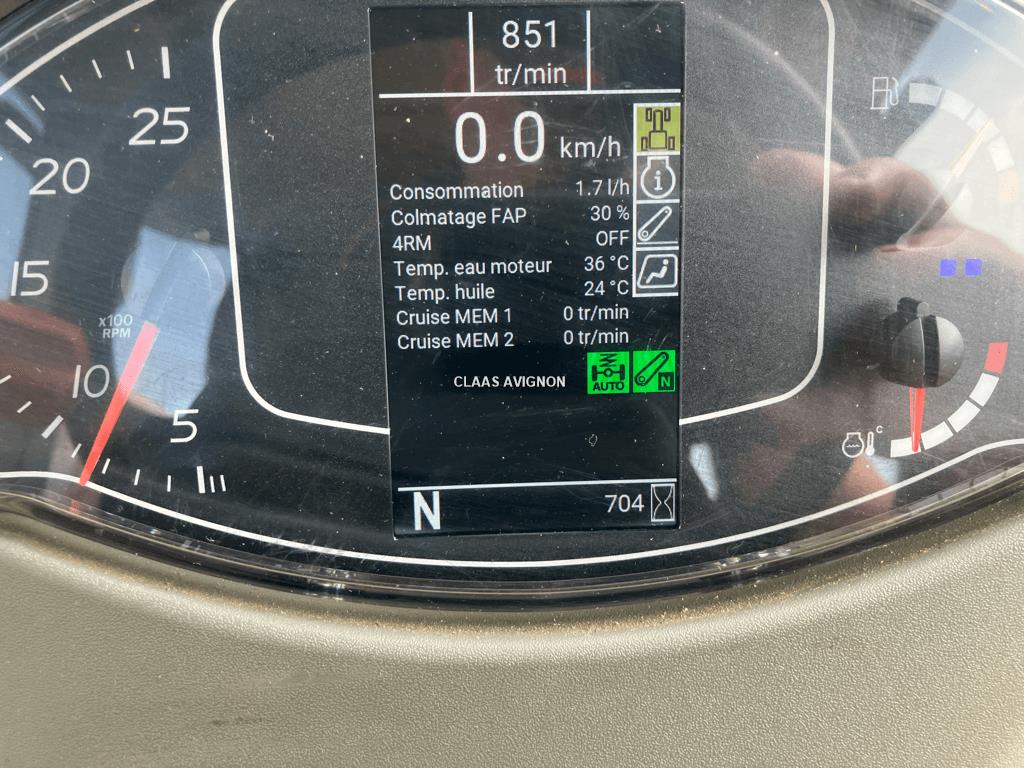 851
tr/min
25
0.0 km/h
20
Consommation 1.7 l/h
Colmatage FAP 30 %
4RM OFF
15
Temp. eau moteur 36 °C
Temp. huile 24 °C
Cruise MEM 1 0 tr/min
x100
RPM
Cruise MEM 2 0 tr/min
10
CLAAS AVIGNON
AUTO
N
5
°C
N 704